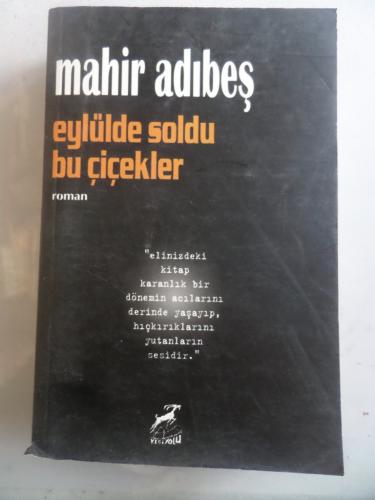 mahir adıbeş
eylülde soldu
bu çiçekler
roman
"elinizdeki
kitap
karanlık bir
dönemin acılarını
derinde yaşayıp,
hıçkırıklarını
yutanların
sesidir."